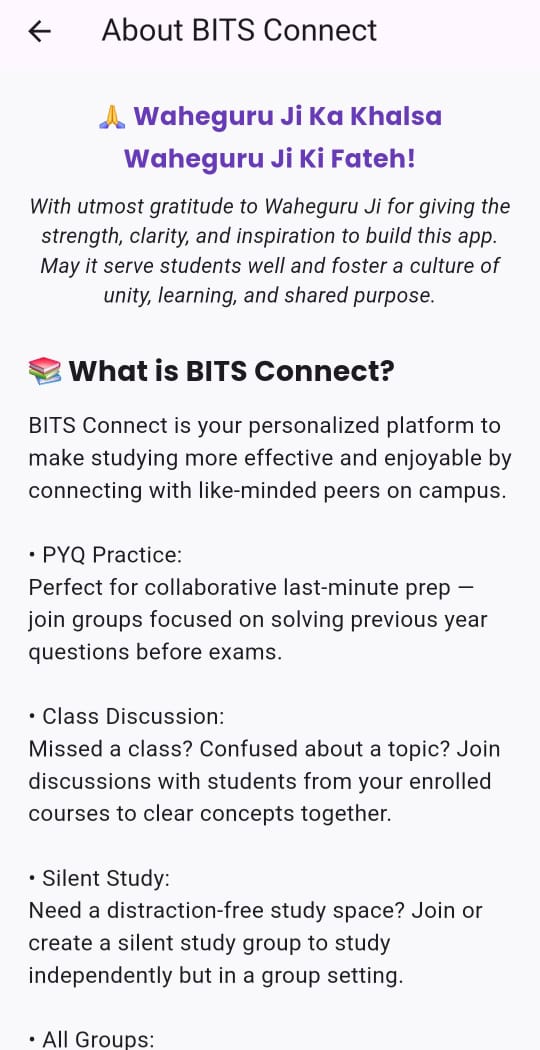 About BITS Connect
🙏 Waheguru Ji Ka Khalsa
Waheguru Ji Ki Fateh!
With utmost gratitude to Waheguru Ji for giving the
strength, clarity, and inspiration to build this app.
May it serve students well and foster a culture of
unity, learning, and shared purpose.
📚 What is BITS Connect?
BITS Connect is your personalized platform to
make studying more effective and enjoyable by
connecting with like-minded peers on campus.
• PYQ Practice:
Perfect for collaborative last-minute prep —
join groups focused on solving previous year
questions before exams.
• Class Discussion:
Missed a class? Confused about a topic? Join
discussions with students from your enrolled
courses to clear concepts together.
• Silent Study:
Need a distraction-free study space? Join or
create a silent study group to study
independently but in a group setting.
• All Groups: